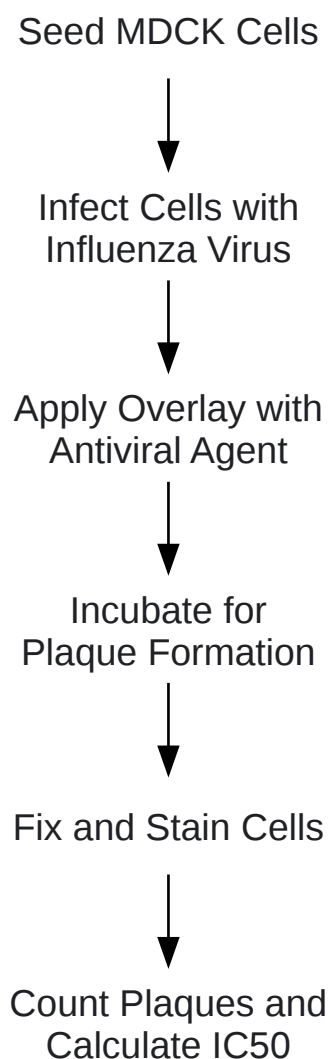 Seed MDCK Cells
Infect Cells with
Influenza Virus
Apply Overlay with
Antiviral Agent
Incubate for
Plaque Formation
Fix and Stain Cells
Count Plaques and
Calculate IC50